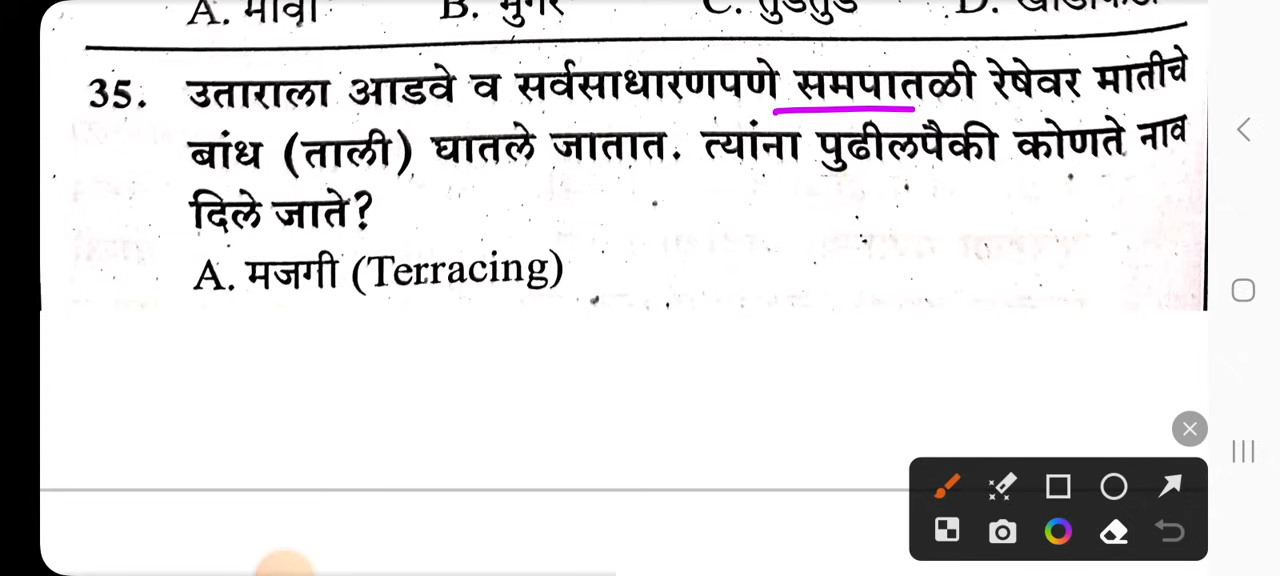 35. उताराला आडवे व सर्वसाधारणपणे समपातळी रेषेवर मातीचे
बांध (ताली) घातले जातात. त्यांना पुढीलपैकी कोणते नाव
दिले जाते?
A. मजगी (Terracing)